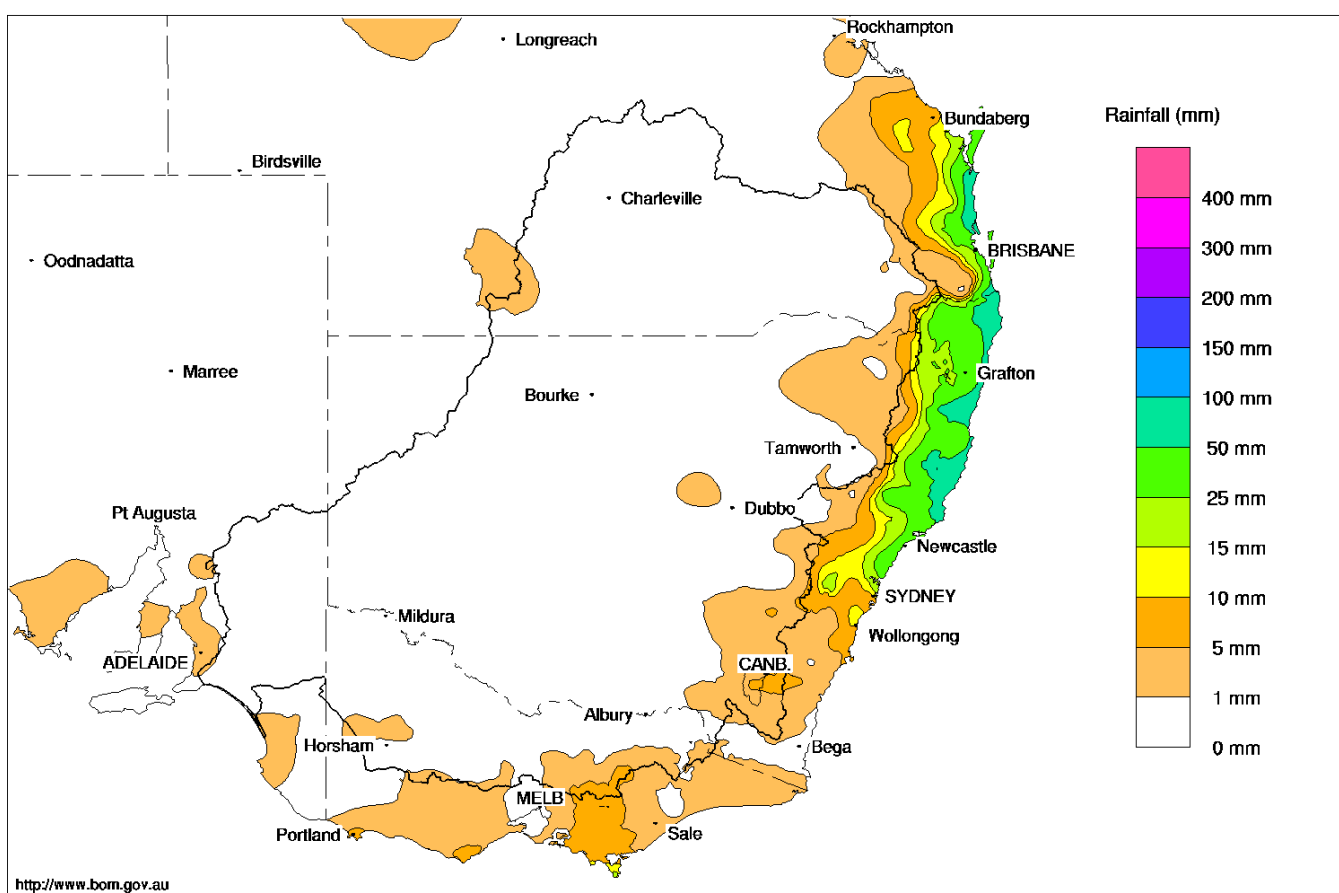 Rockhampton
Longreach
Rainfall (mm)
Bundaberg
Birdsville
Charleville
400 mm
300 mm
BRISBANE
Oodnadatta
200 mm
150 mm
Marree
Grafton
Bourke
100 mm
Tamworth
50 mm
25 mm
Pt Augusta
Dubbo
Newcastle
15 mm
SYDNEY
10 mm
Mildura
Wollongong
5 mm
ADELAIDE
CANB.
1 mm
Albury
Horsham
Bega
0 mm
MELB
Portland
Sale
http://www.bom.gov.au